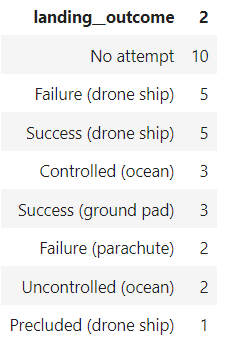 landing__outcome 2
No attempt 10
Failure (drone ship) 5
Success (drone ship) 5
Controlled (ocean) 3
Success (ground pad) 3
Failure (parachute) 2
Uncontrolled (ocean) 2
Precluded (drone ship) 1